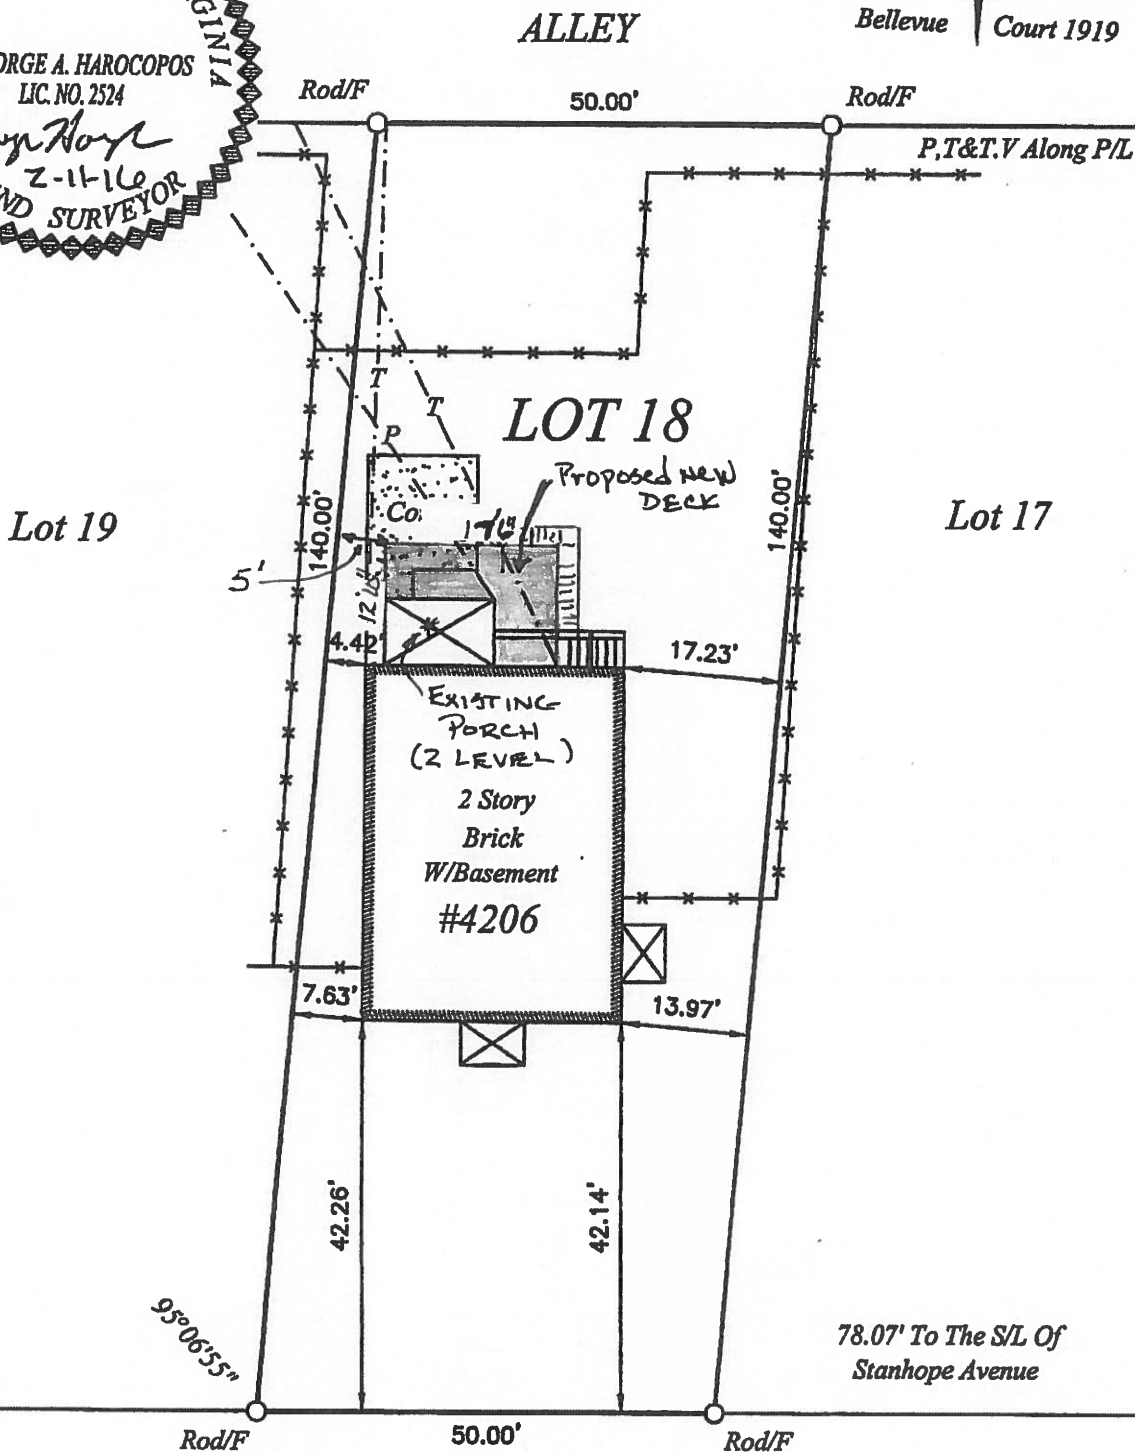 ALLEY
Bellevue
Court 1919
GINIA
ORGE A. HAROCOPOS
LIC. NO. 2524
2-11-16
ND SURVEYOR
Rod/F
50.00'
Rod/F
P,T&T.V Along P/L
T
T
P
LOT 18
Proposed New
DECK
Co
Lot 19
140.00'
140.00'
Lot 17
5'
4.42'
17.23'
EXISTING
PORCH
(2 LEVEL)
2 Story
Brick
W/Basement
#4206
7.63'
13.97'
42.26'
42.14'
95°06'55"
78.07' To The S/L Of
Stanhope Avenue
Rod/F
50.00'
Rod/F